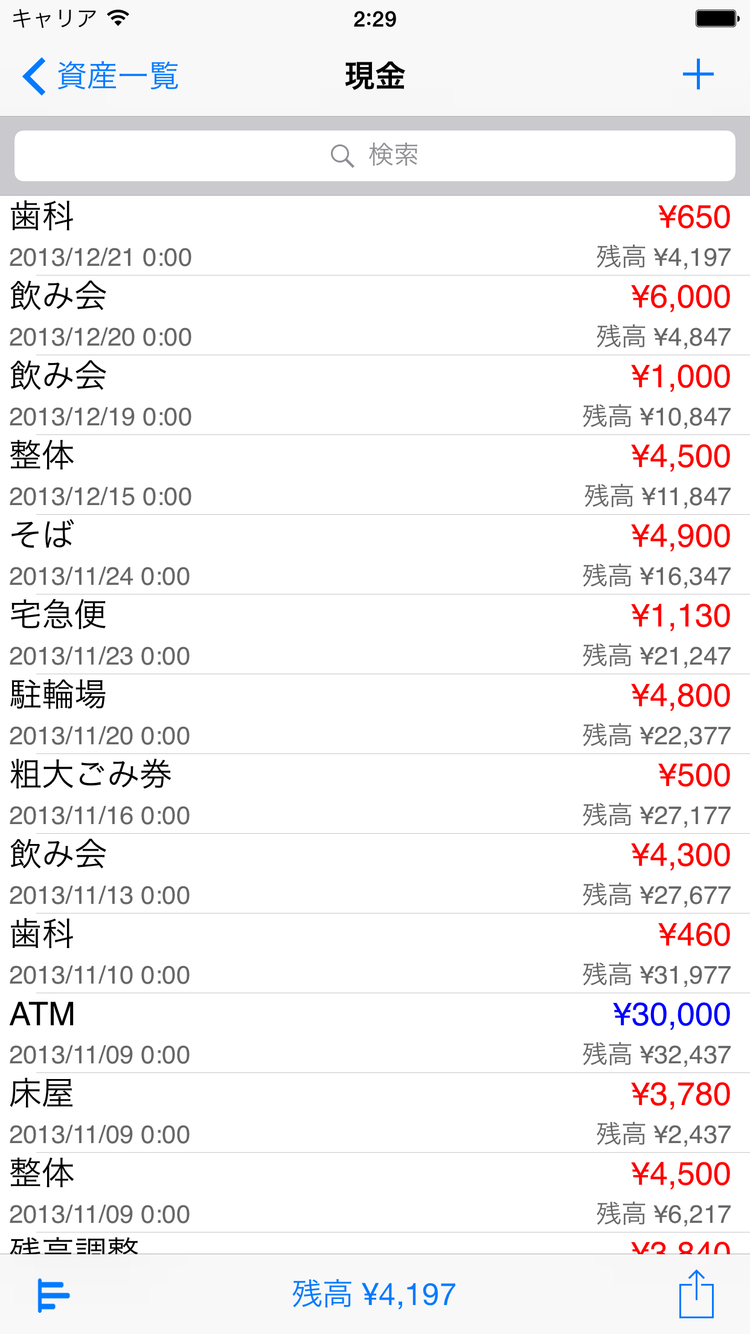 キャリア 2:29
資産一覧 現金
検索
歯科 ¥650
2013/12/21 0:00 残高 ¥4,197
飲み会 ¥6,000
2013/12/20 0:00 残高 ¥4,847
飲み会 ¥1,000
2013/12/19 0:00 残高 ¥10,847
整体 ¥4,500
2013/12/15 0:00 残高 ¥11,847
そば ¥4,900
2013/11/24 0:00 残高 ¥16,347
宅急便 ¥1,130
2013/11/23 0:00 残高 ¥21,247
駐輪場 ¥4,800
2013/11/20 0:00 残高 ¥22,377
粗大ごみ券 ¥500
2013/11/16 0:00 残高 ¥27,177
飲み会 ¥4,300
2013/11/13 0:00 残高 ¥27,677
歯科 ¥460
2013/11/10 0:00 残高 ¥31,977
ATM ¥30,000
2013/11/09 0:00 残高 ¥32,437
床屋 ¥3,780
2013/11/09 0:00 残高 ¥2,437
整体 ¥4,500
2013/11/09 0:00 残高 ¥6,217
残高調整 ¥3,840
残高 ¥4,197